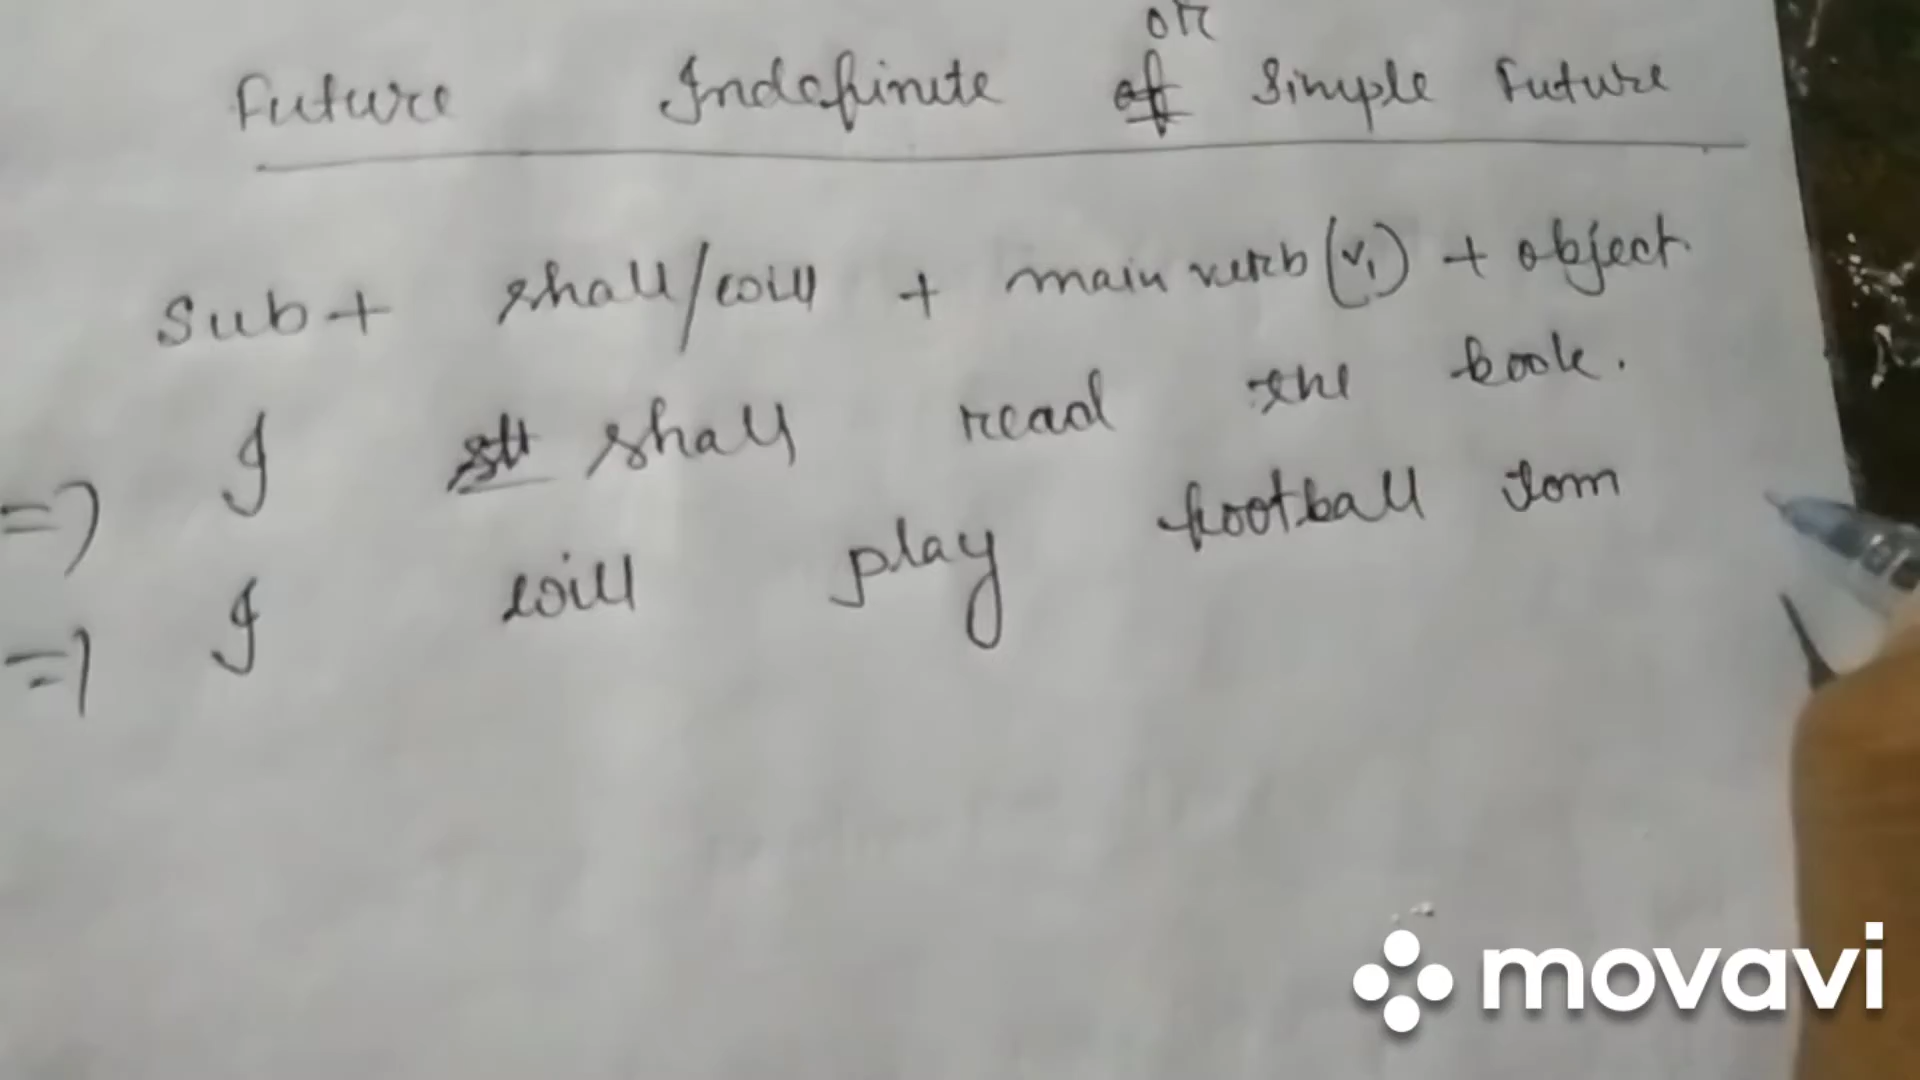 Future Indefinite or Simple Future
Sub + shall/will + main verb (v1) + object.
=> I shall read the book.
=> I will play football tom
movavi